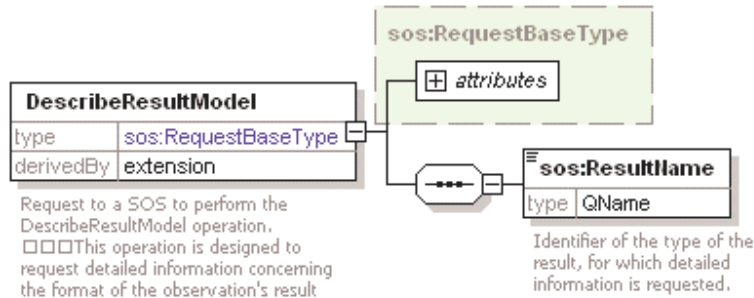 sos:RequestBaseType
attributes
DescribeResultModel
type sos:RequestBaseType
derivedBy extension
sos:ResultName
type QName
Request to a SOS to perform the
DescribeResultModel operation.
□□□This operation is designed to
request detailed information concerning
the format of the observation's result
Identifier of the type of the
result, for which detailed
information is requested.